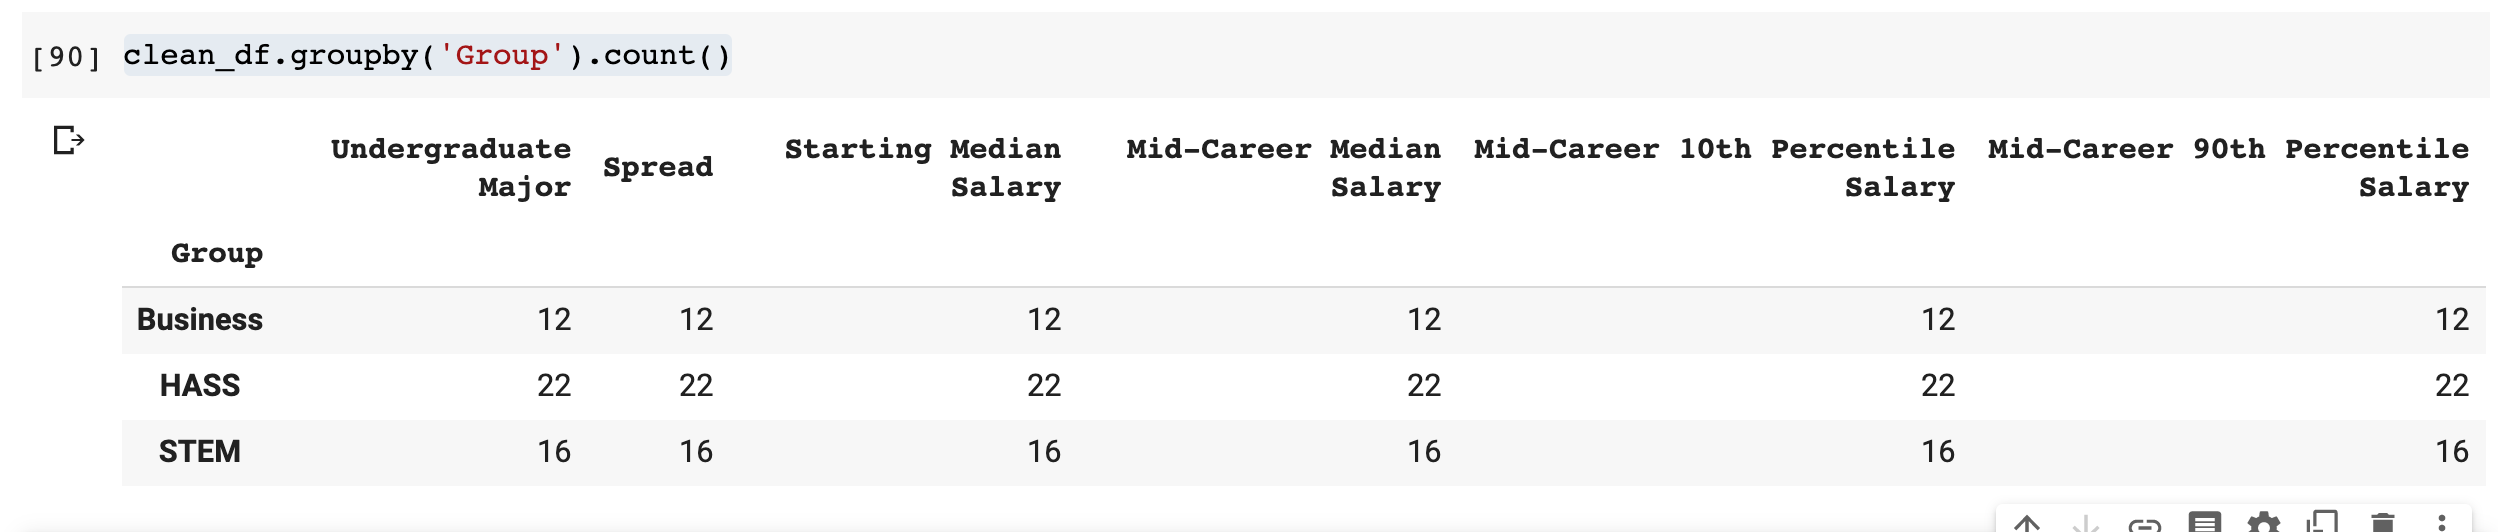 [90] clean_df.groupby('Group').count()
Undergraduate Major Spread Starting Median Salary Mid-Career Median Salary Mid-Career 10th Percentile Salary Mid-Career 90th Percentile Salary
Group
Business 12 12 12 12 12 12
HASS 22 22 22 22 22 22
STEM 16 16 16 16 16 16